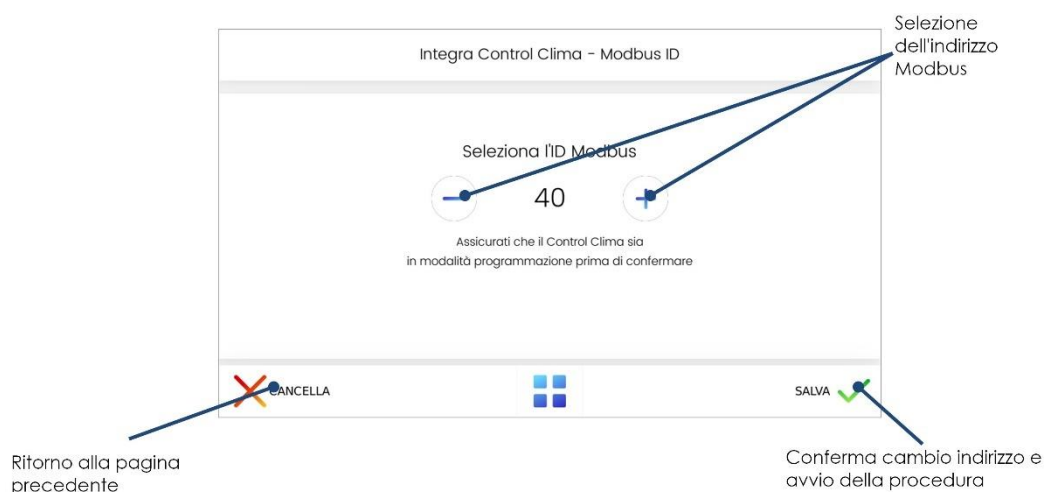 Selezione
dell'indirizzo
Modbus
Integra Control Clima - Modbus ID
Seleziona l'ID Modbus
40
Assicurati che il Control Clima sia
in modalità programmazione prima di confermare
CANCELLA
SALVA
Ritorno alla pagina
precedente
Conferma cambio indirizzo e
avvio della procedura